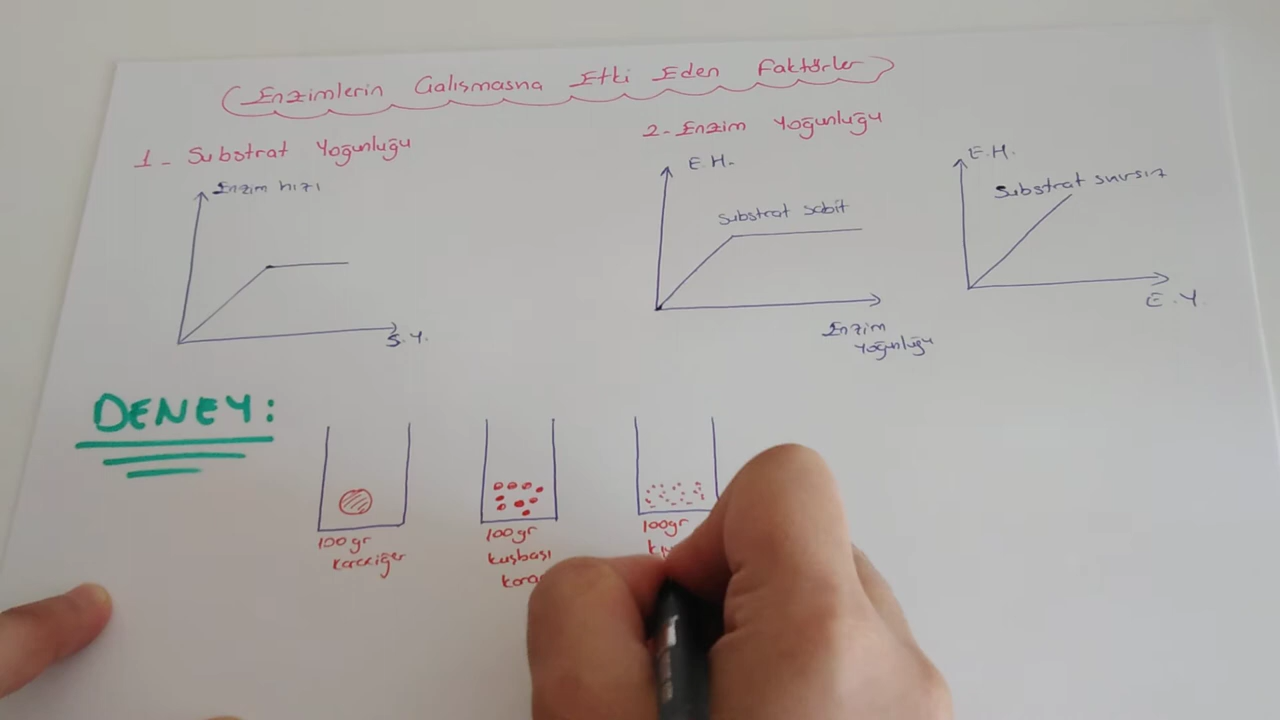 Enzimlerin Çalışmasna Etki Eden Faktörler
1- Substrat Yoğunluğu
Enzim hızı
S.Y.
2- Enzim Yoğunluğu
E.H.
Substrat sabit
Enzim
Yoğunluğu
E.H.
Substrat sınırsız
E.Y.
DENEY:
100gr
karaciğer
100gr
kuşbaşı
100gr